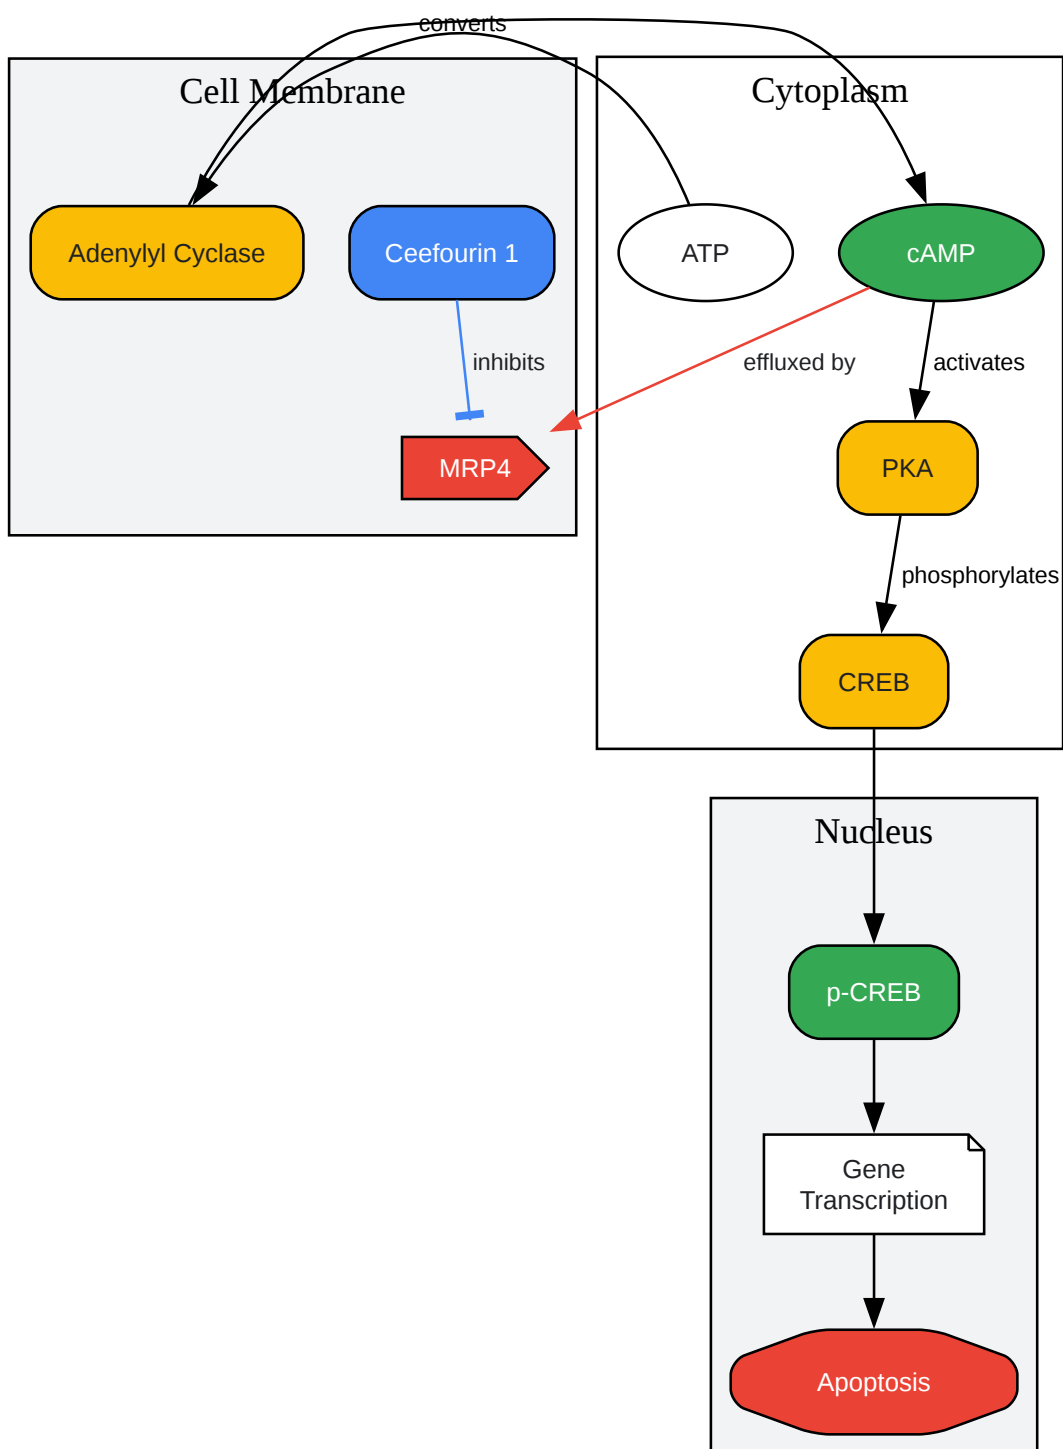 converts
Cell Membrane
Cytoplasm
Adenylyl Cyclase
Ceefourin 1
ATP
cAMP
inhibits
effluxed by
activates
MRP4
PKA
phosphorylates
CREB
Nucleus
p-CREB
Gene
Transcription
Apoptosis